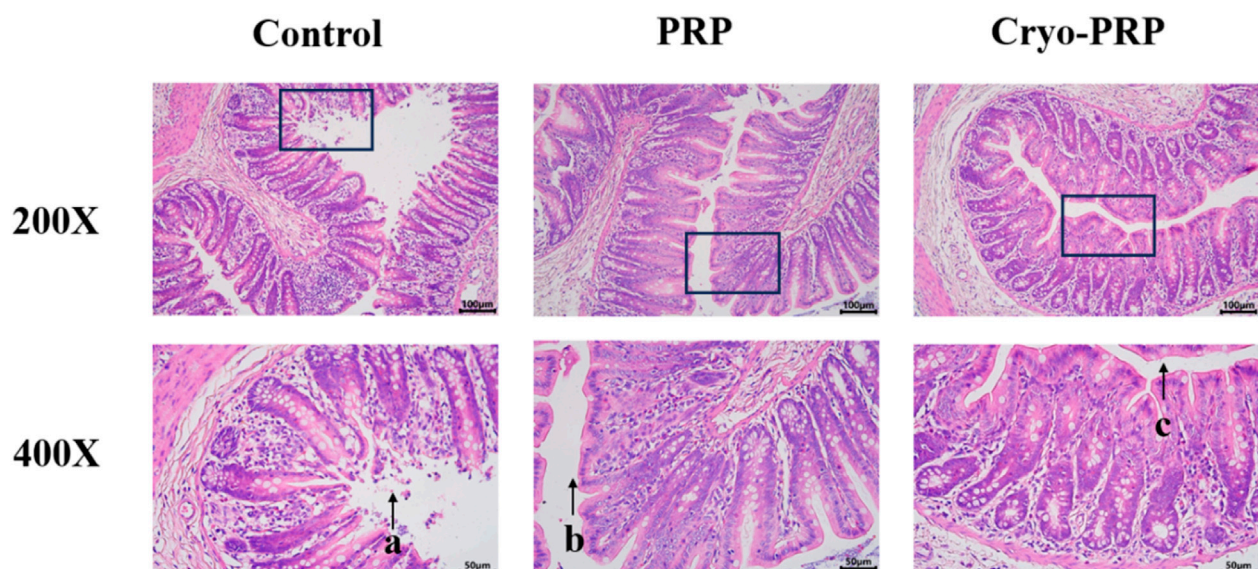 Control PRP Cryo-PRP
200X
100μm 100μm 100μm
400X
a b c
50μm 50μm 50μm